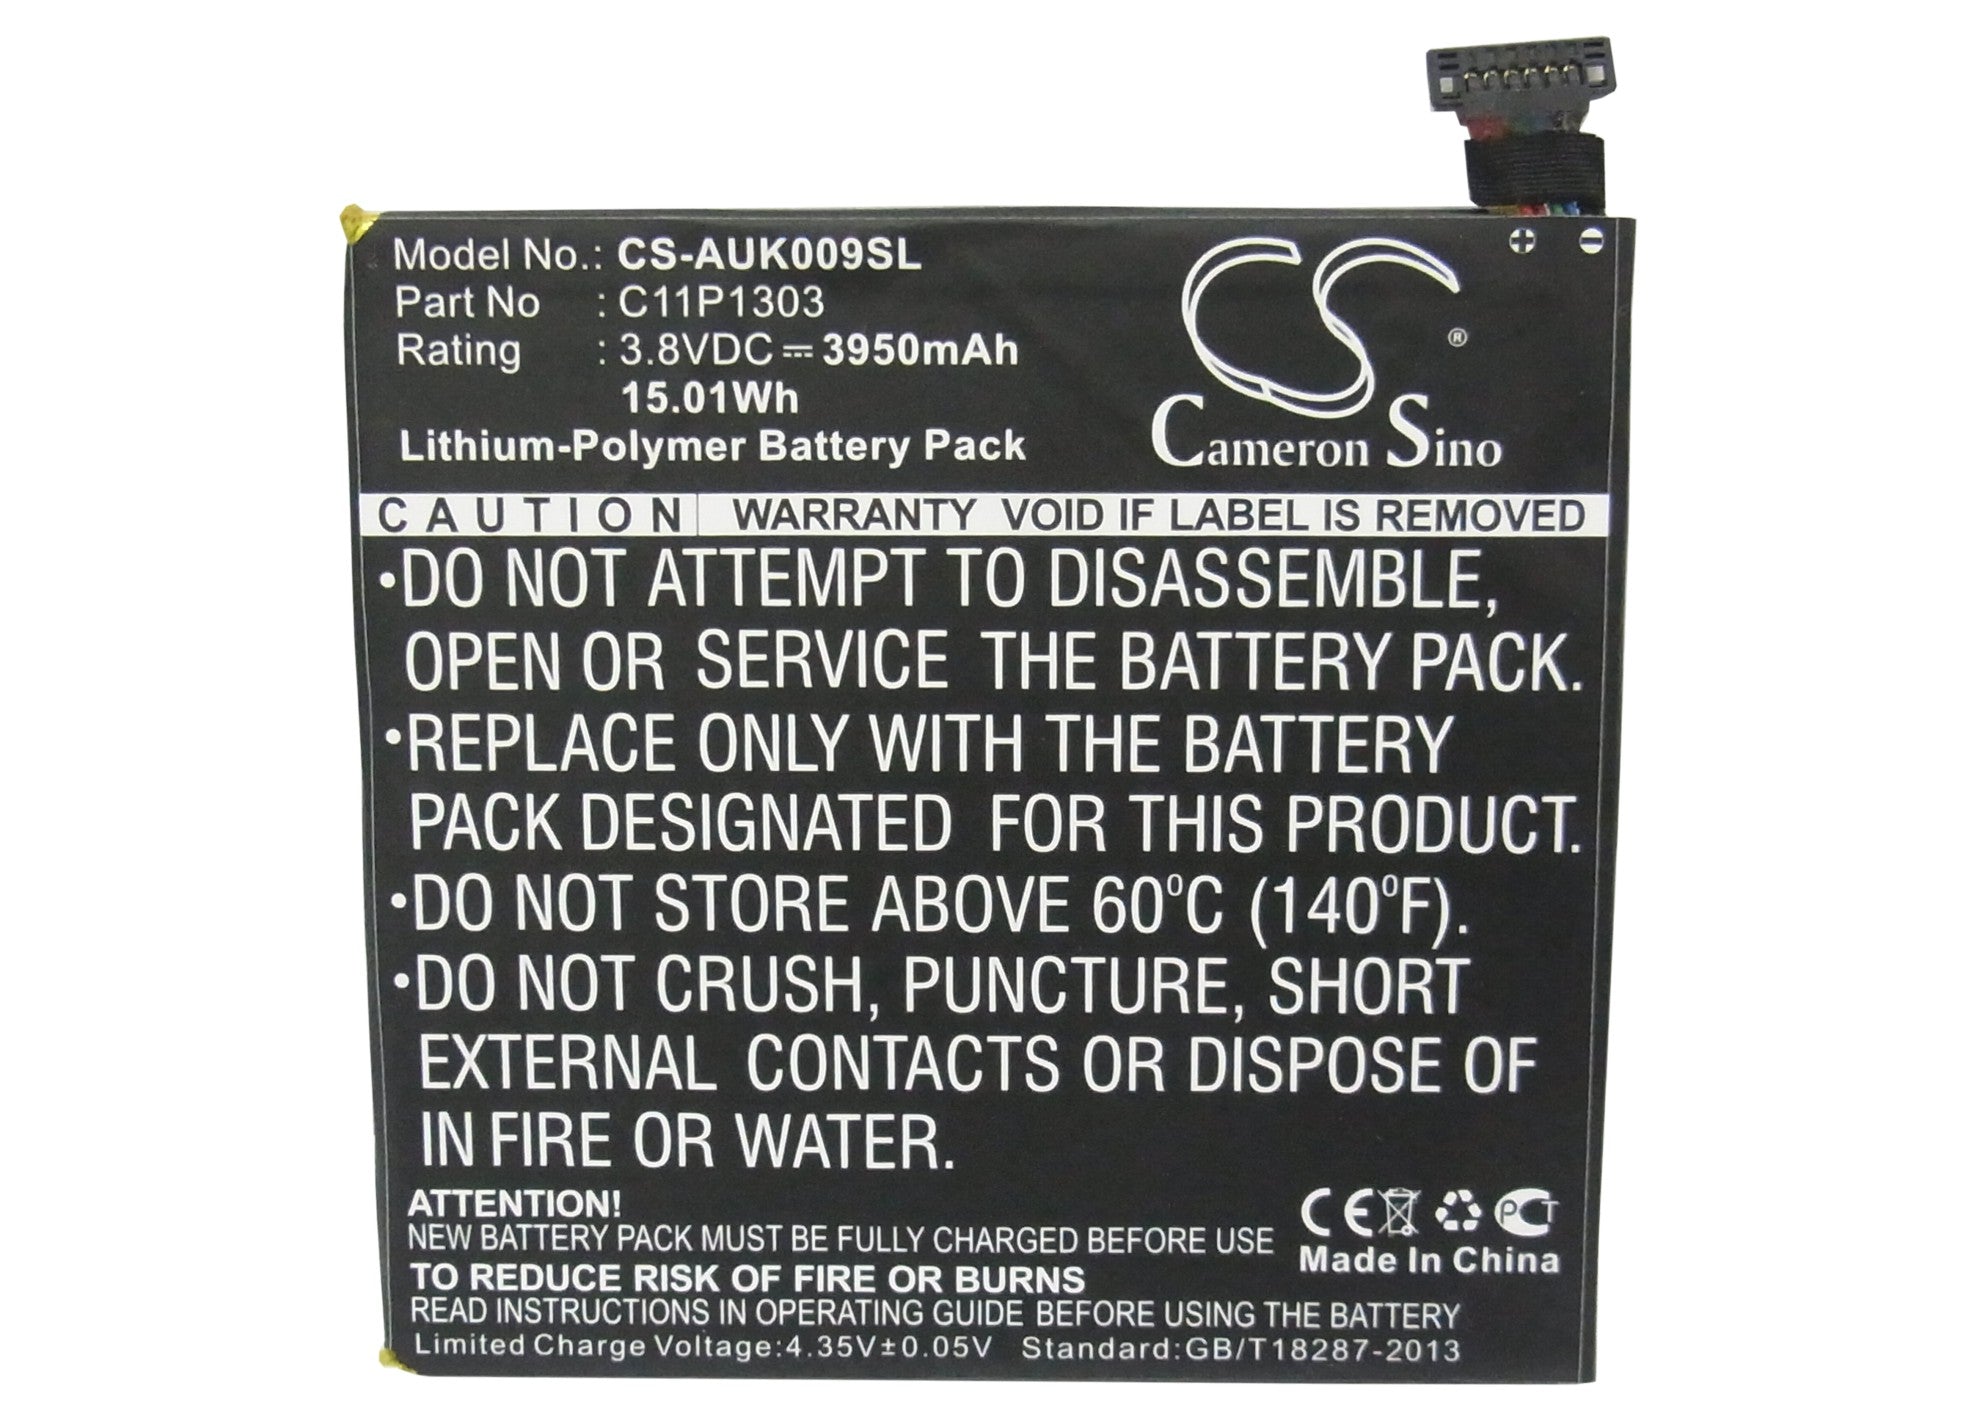 Model No.: CS-AUK009SL
Part No : C11P1303
Rating : 3.8VDC ⎓ 3950mAh
15.01Wh
Lithium-Polymer Battery Pack
CS ®
Cameron Sino
CAUTION WARRANTY VOID IF LABEL IS REMOVED
•DO NOT ATTEMPT TO DISASSEMBLE,
OPEN OR SERVICE THE BATTERY PACK.
•REPLACE ONLY WITH THE BATTERY
PACK DESIGNATED FOR THIS PRODUCT.
•DO NOT STORE ABOVE 60°C (140°F).
•DO NOT CRUSH, PUNCTURE, SHORT
EXTERNAL CONTACTS OR DISPOSE OF
IN FIRE OR WATER.
ATTENTION!
NEW BATTERY PACK MUST BE FULLY CHARGED BEFORE USE
TO REDUCE RISK OF FIRE OR BURNS
READ INSTRUCTIONS IN OPERATING GUIDE BEFORE USING THE BATTERY
Limited Charge Voltage:4.35V±0.05V Standard:GB/T18287-2013
CE PCT
Made In China